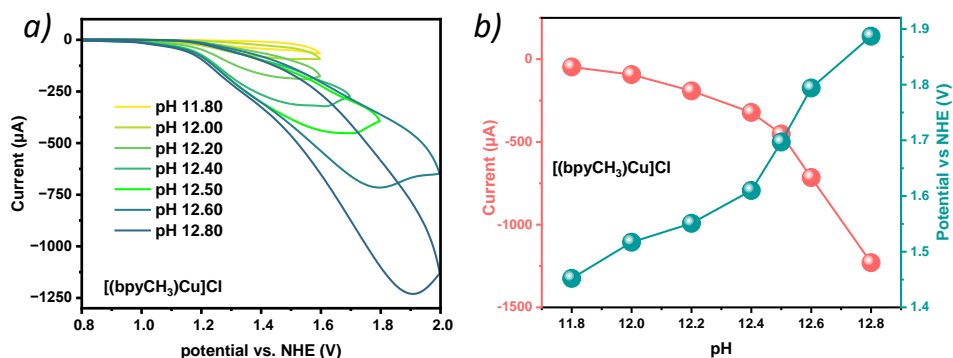 a)
0
−250
−500
−750
−1000
−1250
Current (µA)
pH 11.80
pH 12.00
pH 12.20
pH 12.40
pH 12.50
pH 12.60
pH 12.80
[(bpyCH₃)Cu]Cl
0.8 1.0 1.2 1.4 1.6 1.8 2.0
potential vs. NHE (V)
b)
0
-500
-1000
-1500
Current (µA)
[(bpyCH₃)Cu]Cl
1.9
1.8
1.7
1.6
1.5
1.4
Potential vs NHE (V)
11.8 12.0 12.2 12.4 12.6 12.8
pH